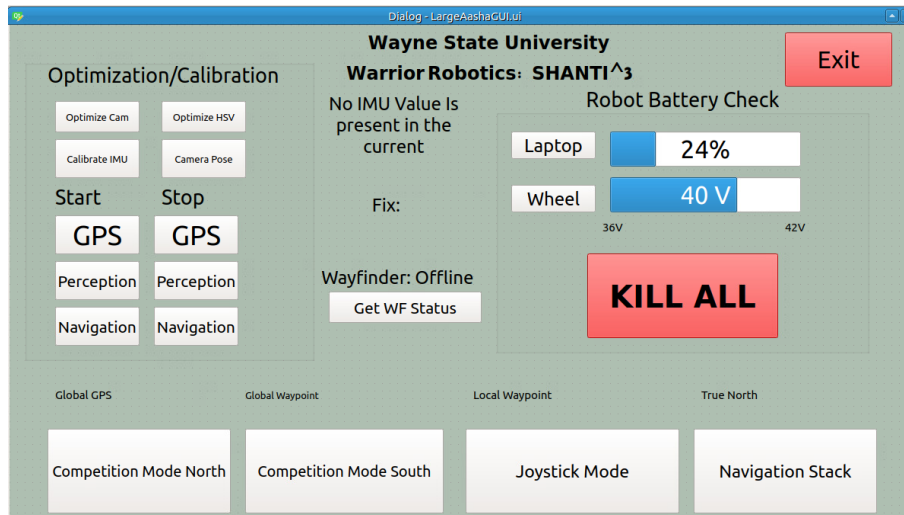 Dialog - LargeAashaGUI.ui
Wayne State University
Warrior Robotics: SHANTI^3
Exit
Optimization/Calibration
Optimize Cam
Optimize HSV
Calibrate IMU
Camera Pose
Start
Stop
GPS
GPS
Perception
Perception
Navigation
Navigation
No IMU Value Is
present in the
current
Fix:
Wayfinder: Offline
Get WF Status
Robot Battery Check
Laptop
24%
Wheel
40 V
36V
42V
KILL ALL
Global GPS
Global Waypoint
Local Waypoint
True North
Competition Mode North
Competition Mode South
Joystick Mode
Navigation Stack